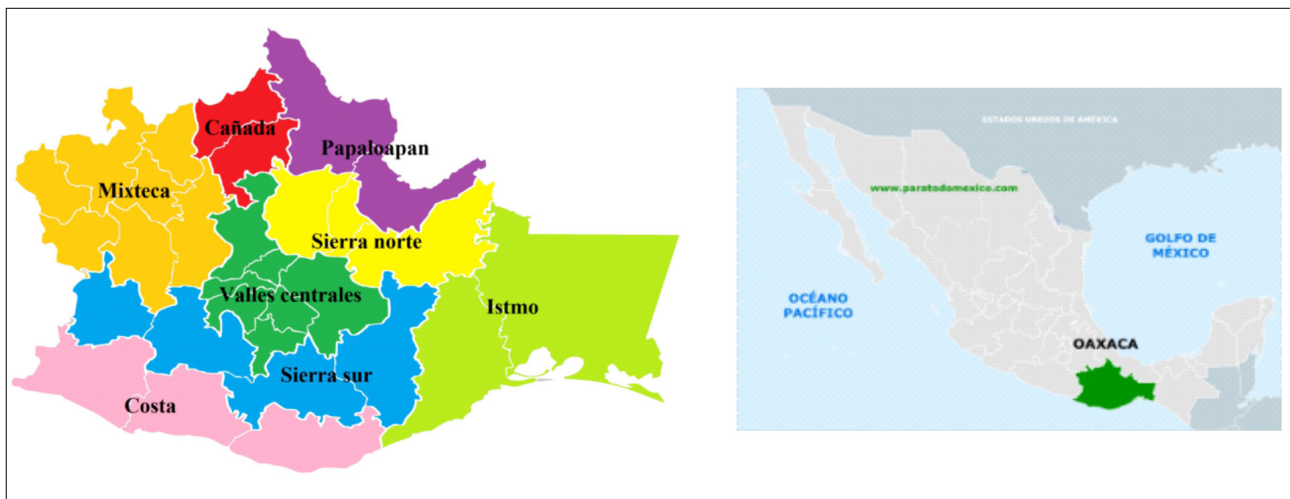 Cañada
Papaloapan
Mixteca
Sierra norte
Valles centrales
Istmo
Sierra sur
Costa
ESTADOS UNIDOS DE AMÉRICA
www.paratodomexico.com
GOLFO DE
MÉXICO
OCÉANO
PACÍFICO
OAXACA